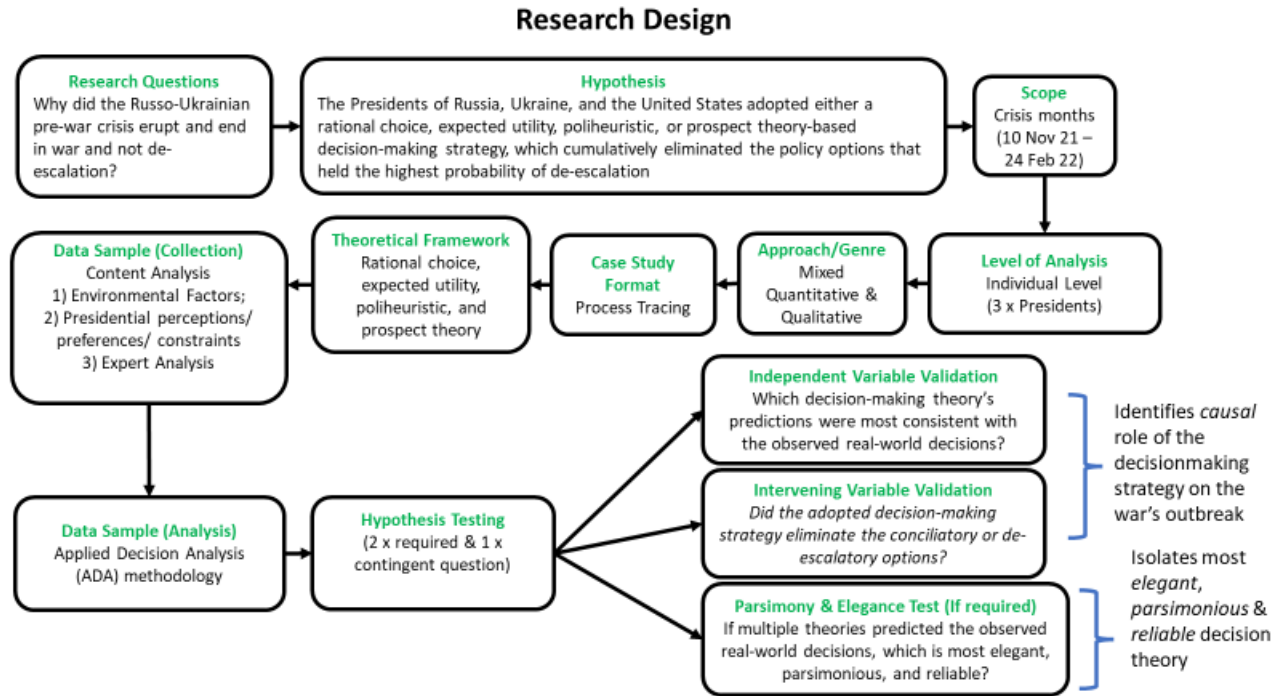 Research Design
Research Questions
Why did the Russo-Ukrainian
pre-war crisis erupt and end
in war and not de-
escalation?
Hypothesis
The Presidents of Russia, Ukraine, and the United States adopted either a
rational choice, expected utility, poliheuristic, or prospect theory-based
decision-making strategy, which cumulatively eliminated the policy options that
held the highest probability of de-escalation
Scope
Crisis months
(10 Nov 21 –
24 Feb 22)
Level of Analysis
Individual Level
(3 x Presidents)
Approach/Genre
Mixed
Quantitative &
Qualitative
Case Study
Format
Process Tracing
Theoretical Framework
Rational choice,
expected utility,
poliheuristic, and
prospect theory
Data Sample (Collection)
Content Analysis
1) Environmental Factors;
2) Presidential perceptions/
preferences/ constraints
3) Expert Analysis
Data Sample (Analysis)
Applied Decision Analysis
(ADA) methodology
Hypothesis Testing
(2 x required & 1 x
contingent question)
Independent Variable Validation
Which decision-making theory's
predictions were most consistent with
the observed real-world decisions?
Intervening Variable Validation
Did the adopted decision-making
strategy eliminate the conciliatory or de-
escalatory options?
Parsimony & Elegance Test (If required)
If multiple theories predicted the observed
real-world decisions, which is most elegant,
parsimonious, and reliable?
Identifies causal
role of the
decisionmaking
strategy on the
war's outbreak
Isolates most
elegant,
parsimonious &
reliable decision
theory